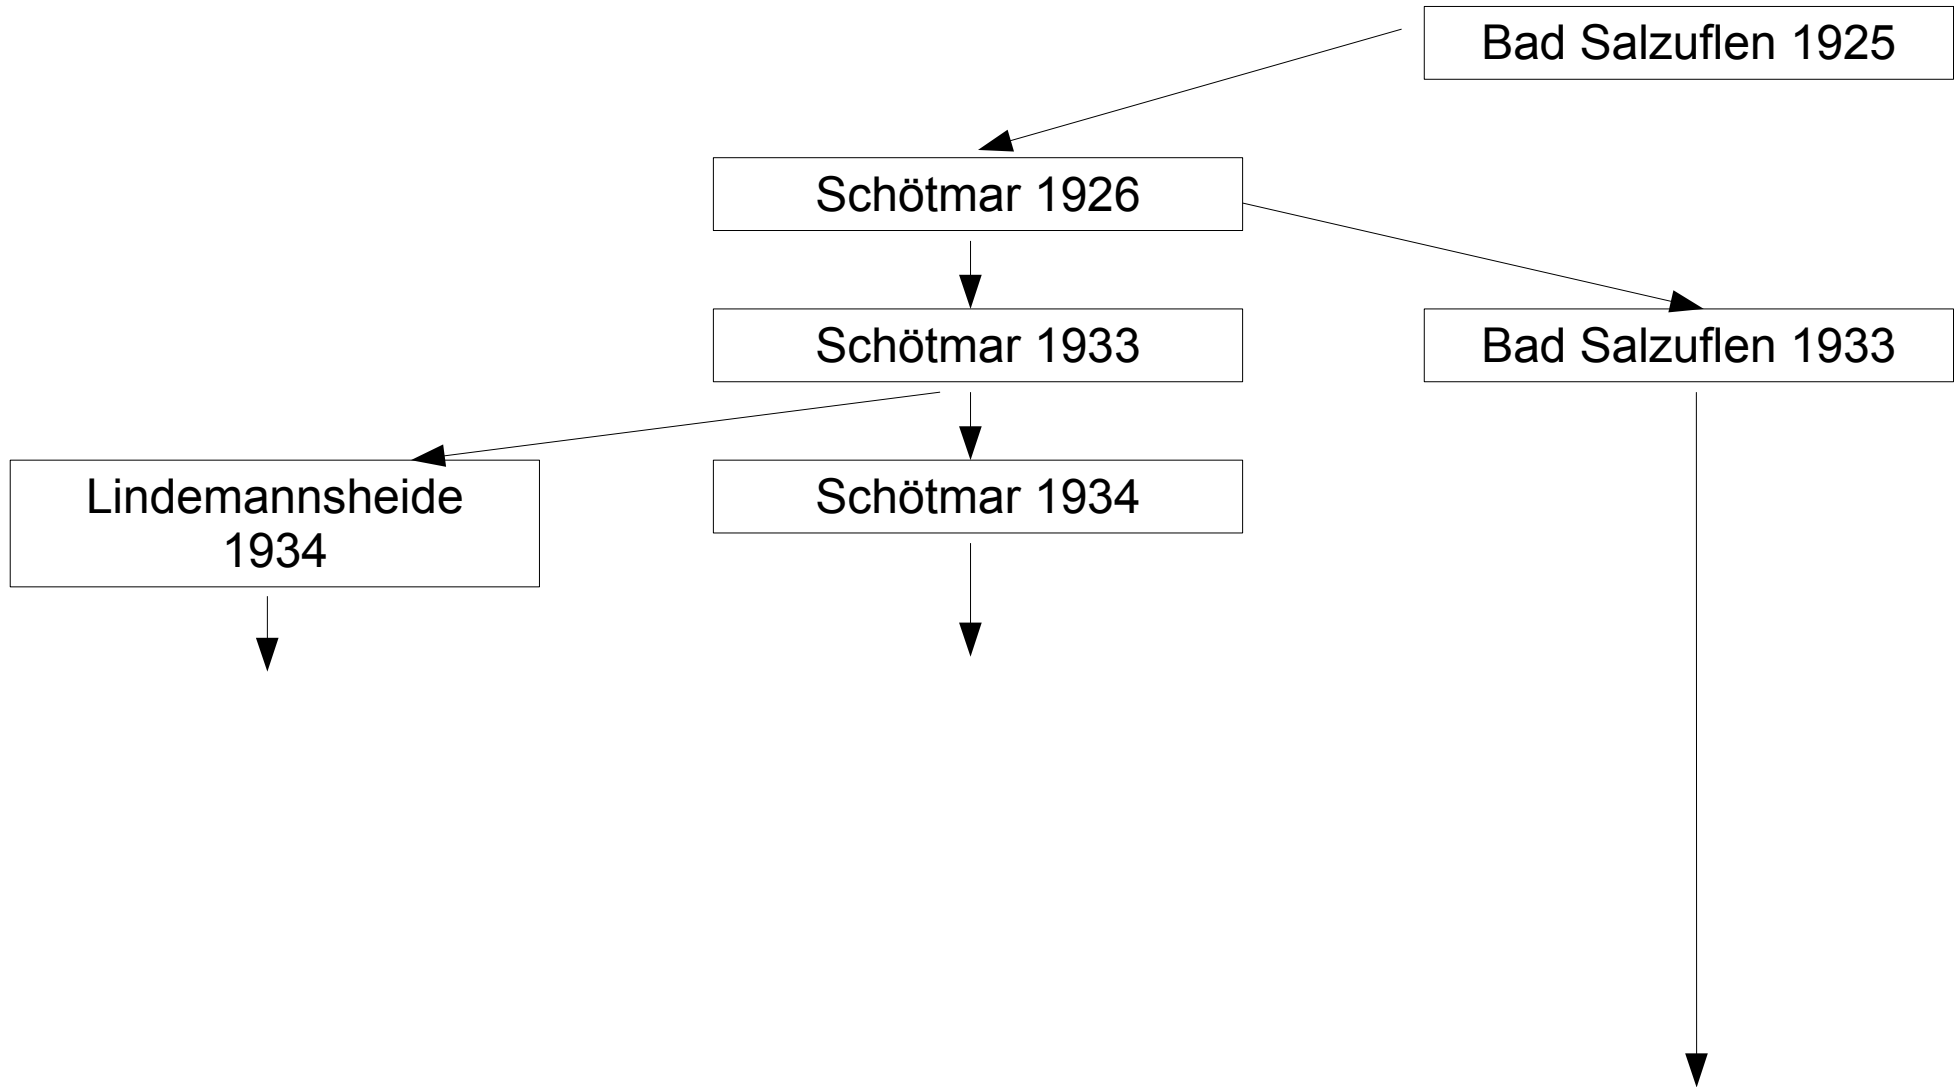 Bad Salzuflen 1925
Schötmar 1926
Schötmar 1933
Bad Salzuflen 1933
Lindemannsheide
1934
Schötmar 1934